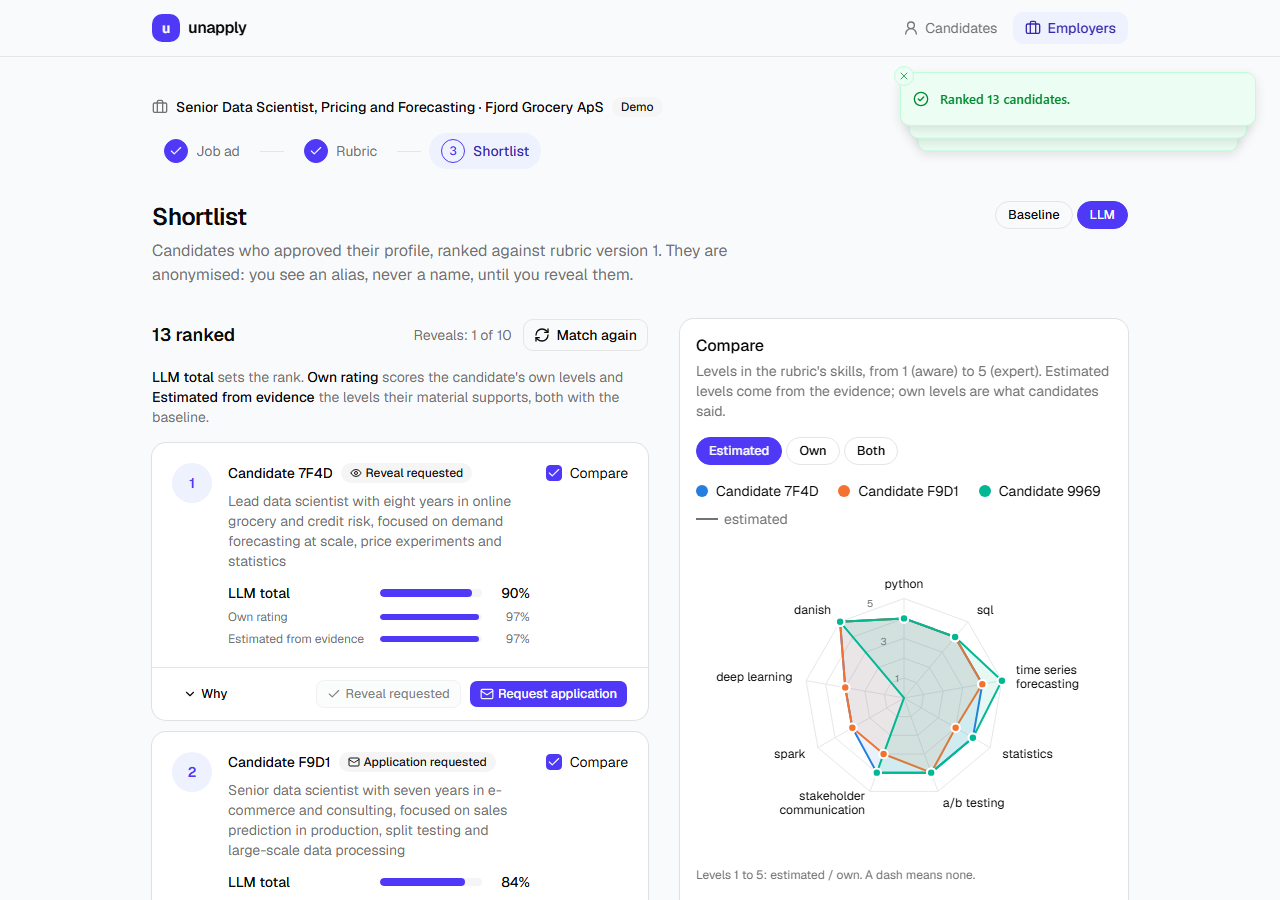 u unapply
Candidates
Employers
Ranked 13 candidates.
Senior Data Scientist, Pricing and Forecasting · Fjord Grocery ApS Demo
Job ad
Rubric
3 Shortlist
Shortlist
Baseline LLM
Candidates who approved their profile, ranked against rubric version 1. They are
anonymised: you see an alias, never a name, until you reveal them.
13 ranked
Reveals: 1 of 10 Match again
LLM total sets the rank. Own rating scores the candidate's own levels and
Estimated from evidence the levels their material supports, both with the
baseline.
1
Candidate 7F4D Reveal requested Compare
Lead data scientist with eight years in online
grocery and credit risk, focused on demand
forecasting at scale, price experiments and
statistics
LLM total 90%
Own rating 97%
Estimated from evidence 97%
Why Reveal requested Request application
2
Candidate F9D1 Application requested Compare
Senior data scientist with seven years in e-
commerce and consulting, focused on sales
prediction in production, split testing and
large-scale data processing
LLM total 84%
Compare
Levels in the rubric's skills, from 1 (aware) to 5 (expert). Estimated
levels come from the evidence; own levels are what candidates
said.
Estimated Own Both
Candidate 7F4D Candidate F9D1 Candidate 9969
estimated
python
5
danish sql
3
deep learning 1 time series
forecasting
spark statistics
stakeholder
communication
a/b testing
Levels 1 to 5: estimated / own. A dash means none.